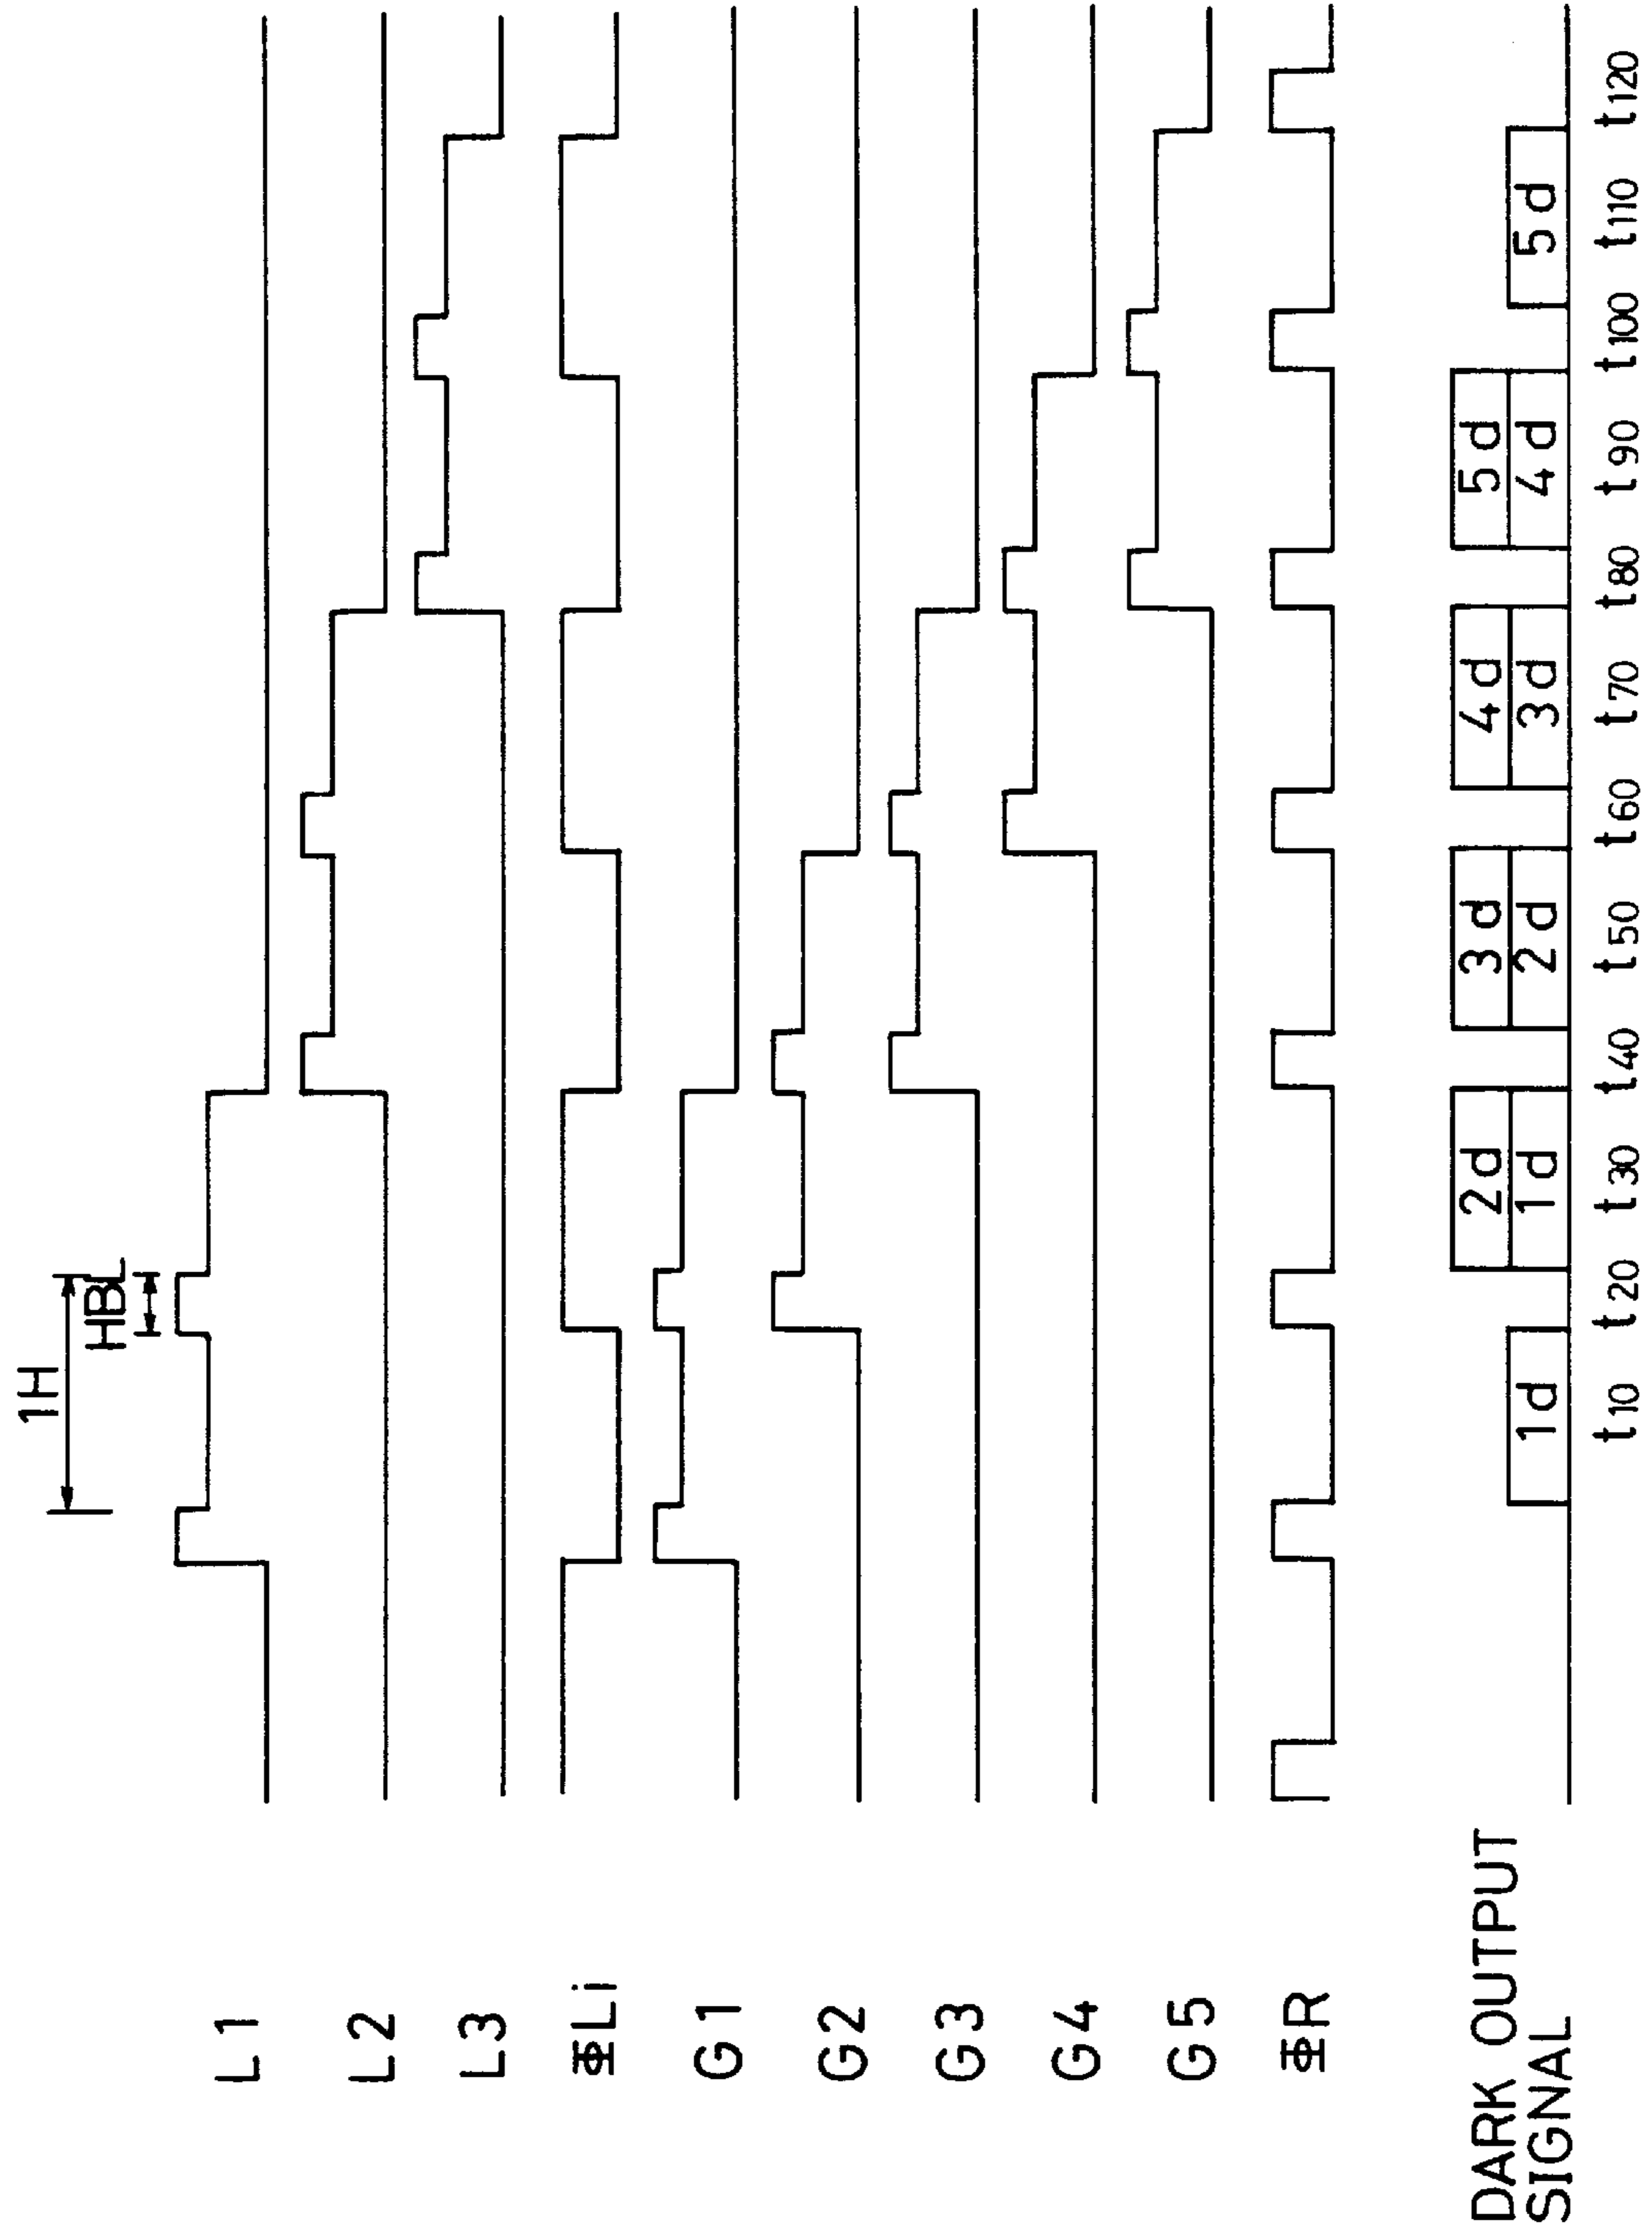 1H
HBL
L1
L2
L3
ΦLi
G1
G2
G3
G4
G5
ΦR
DARK OUTPUT
SIGNAL
2d 3d 4d 5d
1d 1d 2d 3d 4d 5d
t10 t20 t30 t40 t50 t60 t70 t80 t90 t100 t110 t120